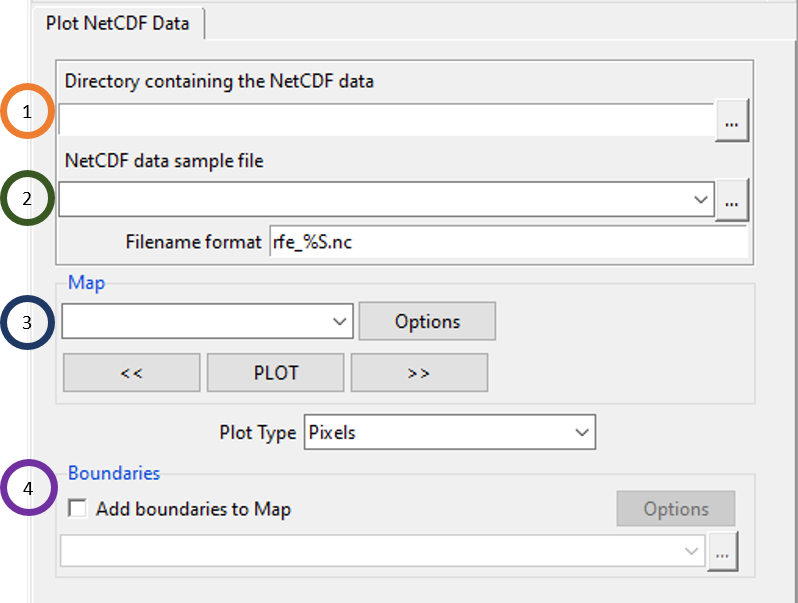 Plot NetCDF Data
Directory containing the NetCDF data
1
...
NetCDF data sample file
2
...
Filename format rfe_%S.nc
Map
3
Options
<< PLOT >>
Plot Type Pixels
Boundaries
4
Add boundaries to Map Options
...